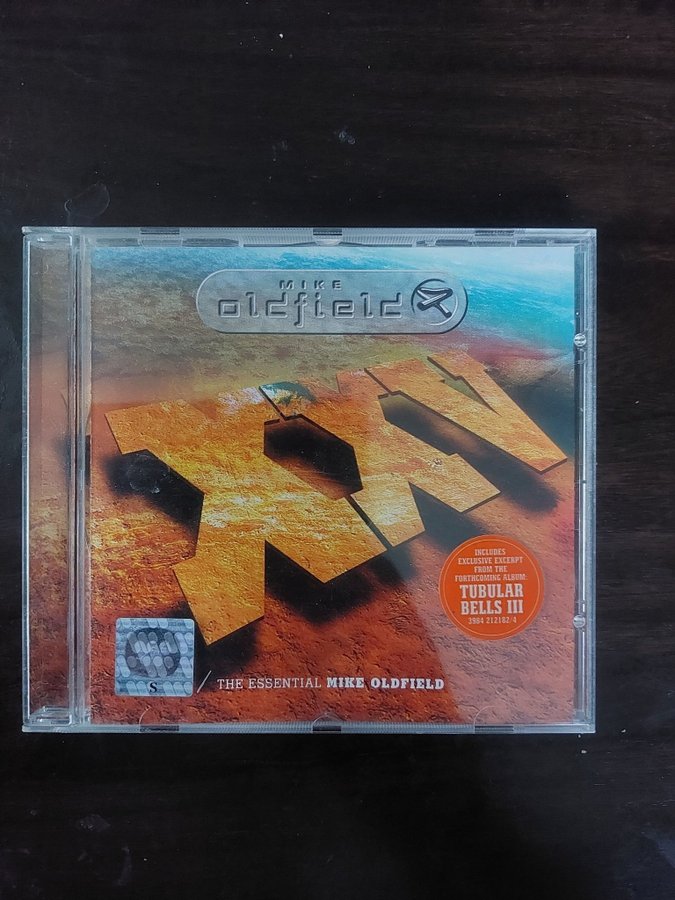 MIKE
oldfield
XXV
INCLUDES
EXCLUSIVE EXCERPT
FROM THE
FORTHCOMING ALBUM:
TUBULAR
BELLS III
3984 212182/4
S
/ THE ESSENTIAL MIKE OLDFIELD